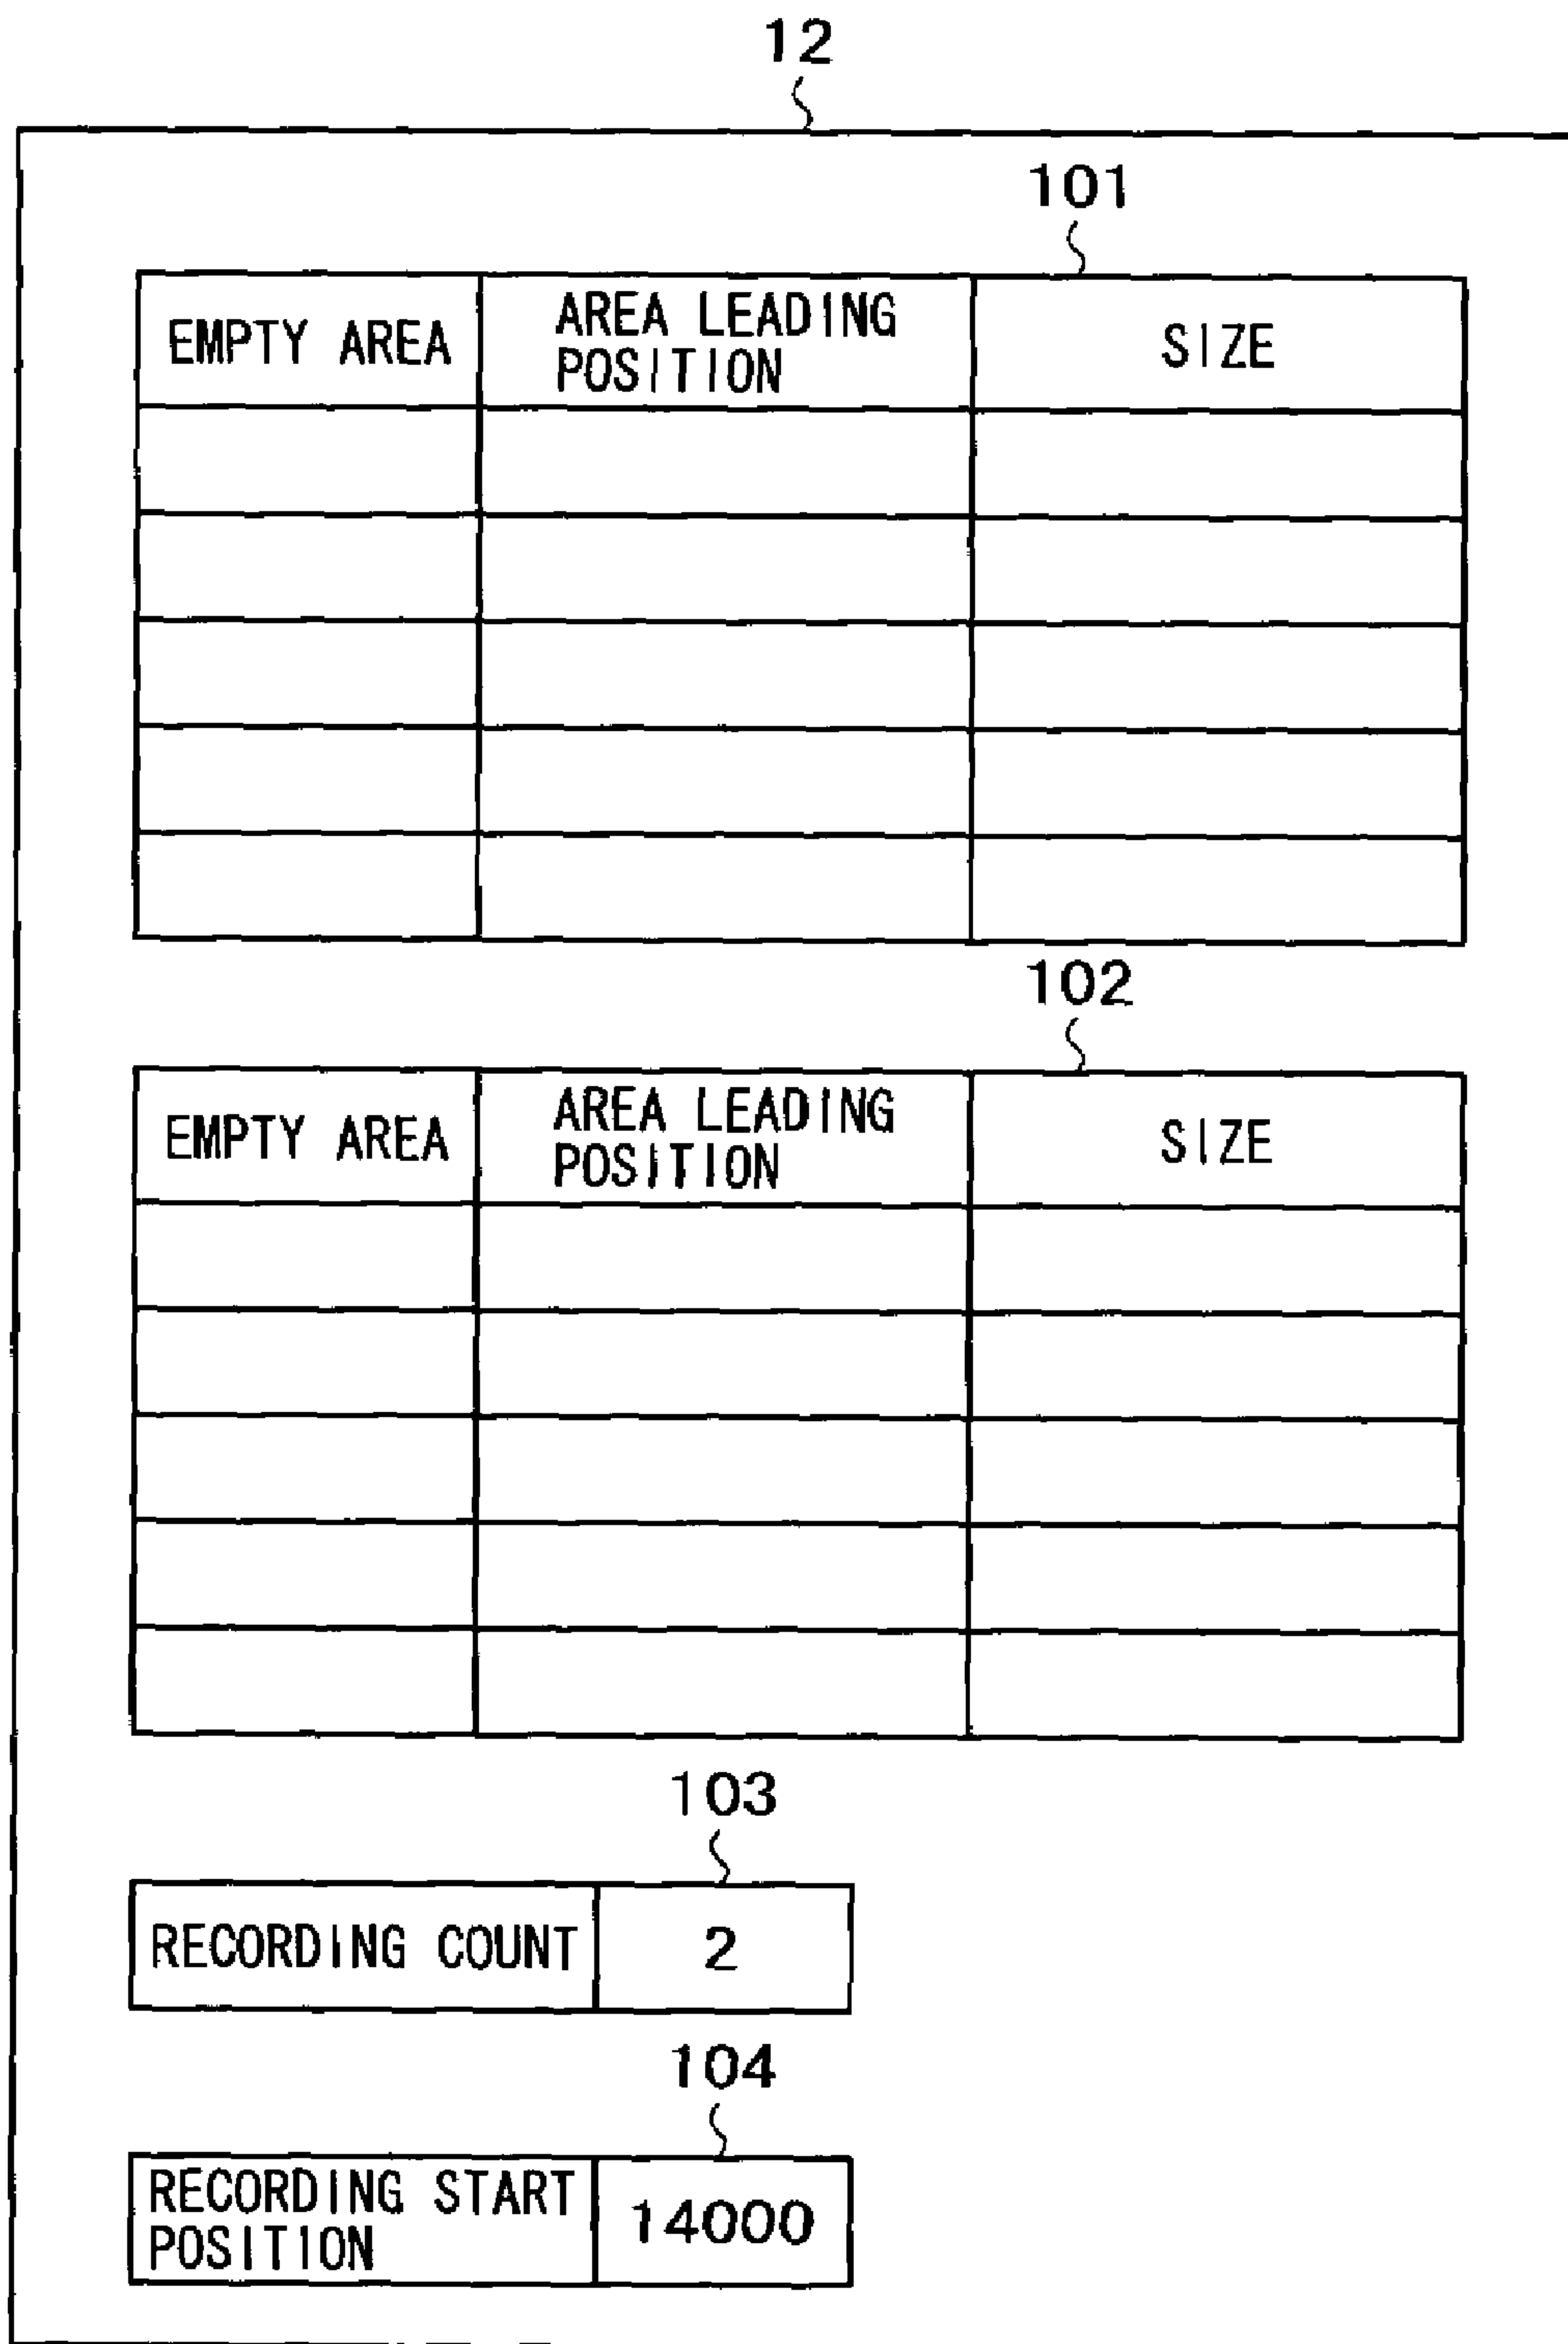 12
101
EMPTY AREA
AREA LEADING
POSITION
SIZE
102
EMPTY AREA
AREA LEADING
POSITION
SIZE
103
RECORDING COUNT
2
104
RECORDING START
POSITION
14000